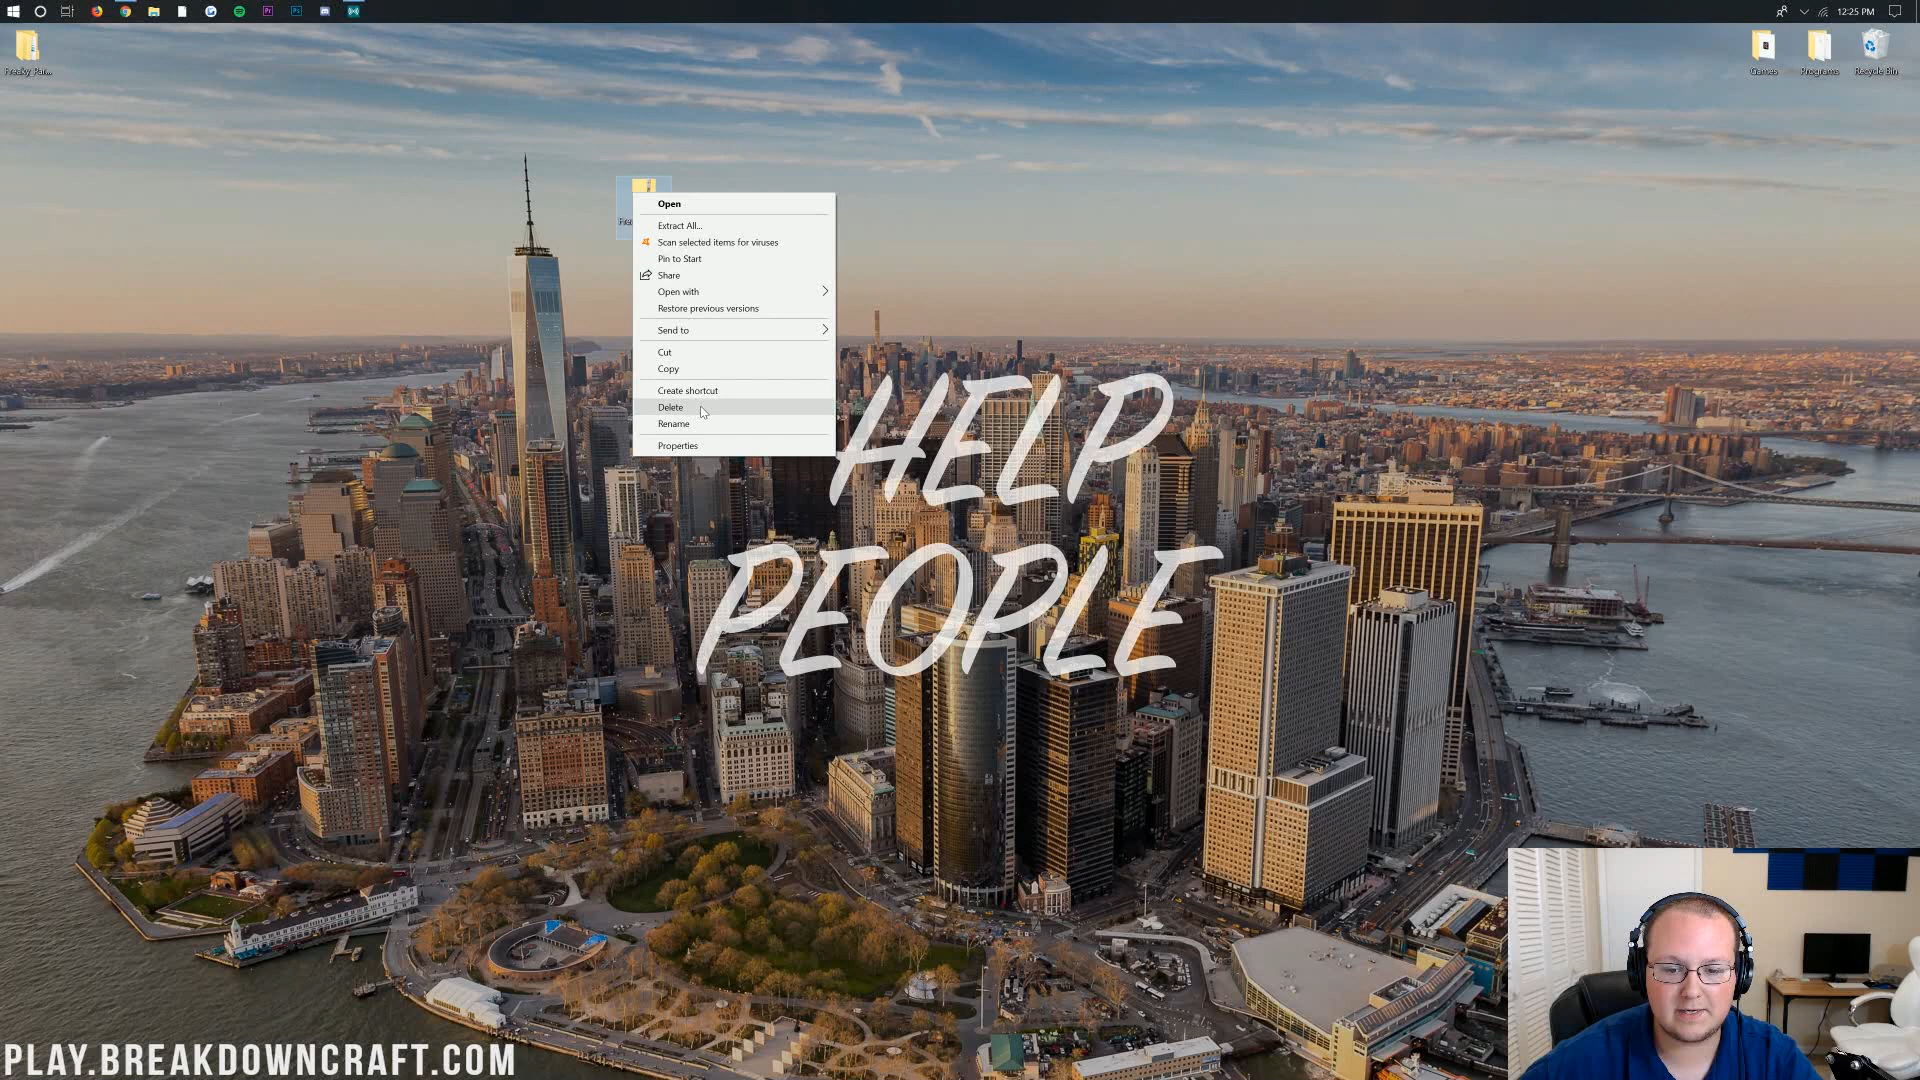 12:25 PM
Freaky_Par...
Games
Programs
Recycle Bin
Fre
Open
Extract All...
Scan selected items for viruses
Pin to Start
Share
Open with
Restore previous versions
Send to
Cut
Copy
Create shortcut
Delete
Rename
Properties
HELP
PEOPLE
PLAY.BREAKDOWNCRAFT.COM